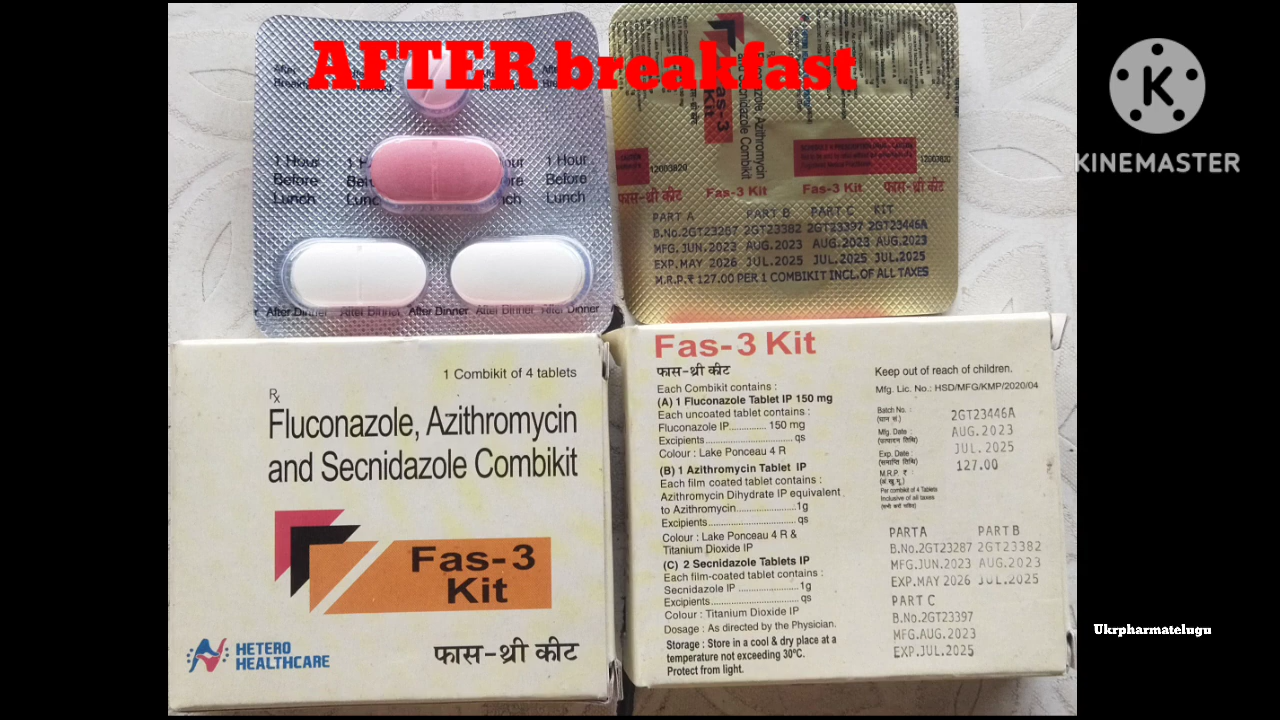 AFTER breakfast
K
KINEMASTER
1 Hour
Before
Lunch
1 Hour
Before
Lunch
After Dinner After Dinner After Dinner After Dinner After Dinner
Fas-3
Kit
Azithromycin
Combikit
12003820
12003820
फास-थ्री कीट Fas-3 Kit Fas-3 Kit फास-थ्री कीट
PART A PART B PART C KIT
B.No.2GT23287 2GT23382 2GT23397 2GT23446A
MFG.JUN.2023 AUG.2023 AUG.2023 AUG.2023
EXP.MAY 2026 JUL.2025 JUL.2025 JUL.2025
M.R.P.₹ 127.00 PER 1 COMBIKIT INCL.OF ALL TAXES
1 Combikit of 4 tablets
Rx
Fluconazole, Azithromycin
and Secnidazole Combikit
Fas-3
Kit
HETERO
HEALTHCARE
फास-थ्री कीट
Fas-3 Kit
फास-थ्री कीट
Each Combikit contains :
(A) 1 Fluconazole Tablet IP 150 mg
Each uncoated tablet contains :
Fluconazole IP.............. 150 mg
Excipients.......................... qs
Colour : Lake Ponceau 4 R
(B) 1 Azithromycin Tablet IP
Each film coated tablet contains :
Azithromycin Dihydrate IP equivalent
to Azithromycin......................1g
Excipients.............................. qs
Colour : Lake Ponceau 4 R &
Titanium Dioxide IP
(C) 2 Secnidazole Tablets IP
Each film-coated tablet contains :
Secnidazole IP ......................1g
Excipients.............................. qs
Colour : Titanium Dioxide IP
Dosage : As directed by the Physician.
Storage : Store in a cool & dry place at a
temperature not exceeding 30°C.
Protect from light.
Keep out of reach of children.
Mfg. Lic. No.: HSD/MFG/KMP/2020/04
Batch No. : 2GT23446A
Mfg. Date : AUG.2023
Exp. Date : JUL.2025
M.R.P. ₹ : 127.00
Per combikit of 4 Tablets
Inclusive of all taxes
PART A PART B
B.No.2GT23287 2GT23382
MFG.JUN.2023 AUG.2023
EXP.MAY 2026 JUL.2025
PART C
B.No.2GT23397
MFG.AUG.2023
EXP.JUL.2025
Ukrpharmatelugu